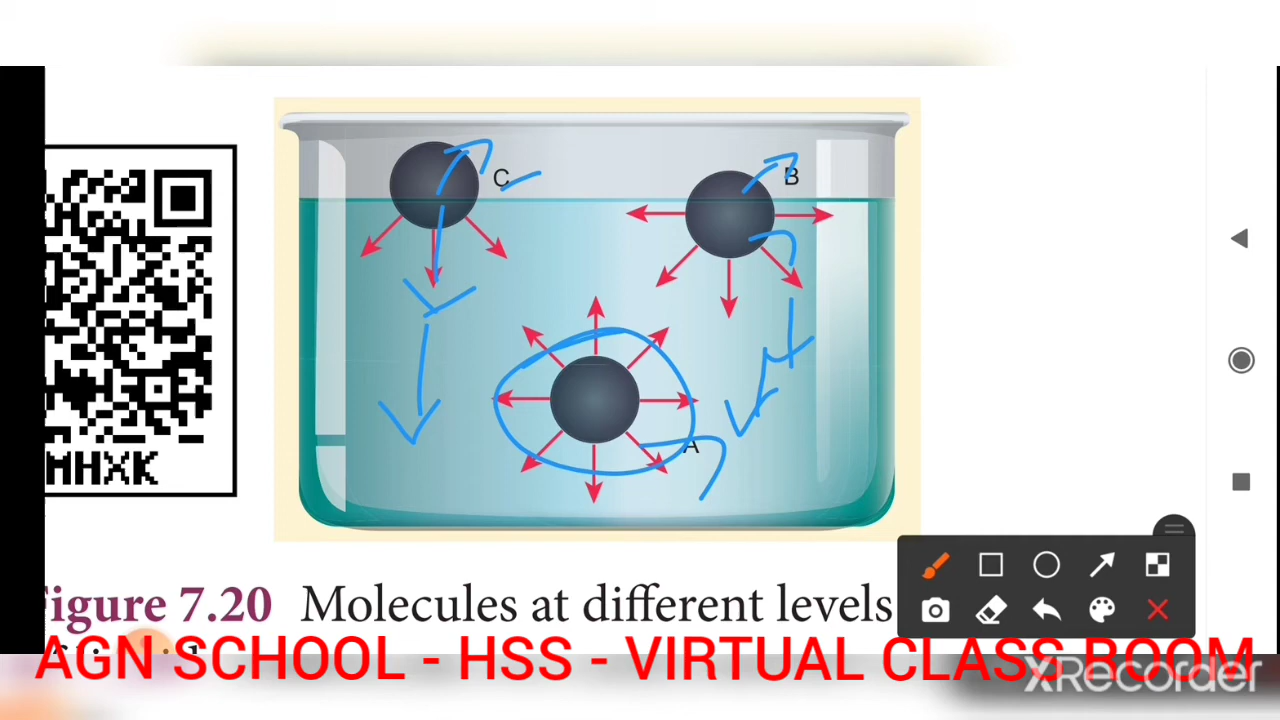 C
B
A
MHXK
Figure 7.20 Molecules at different levels
AGN SCHOOL - HSS - VIRTUAL CLASS ROOM
XRecorder